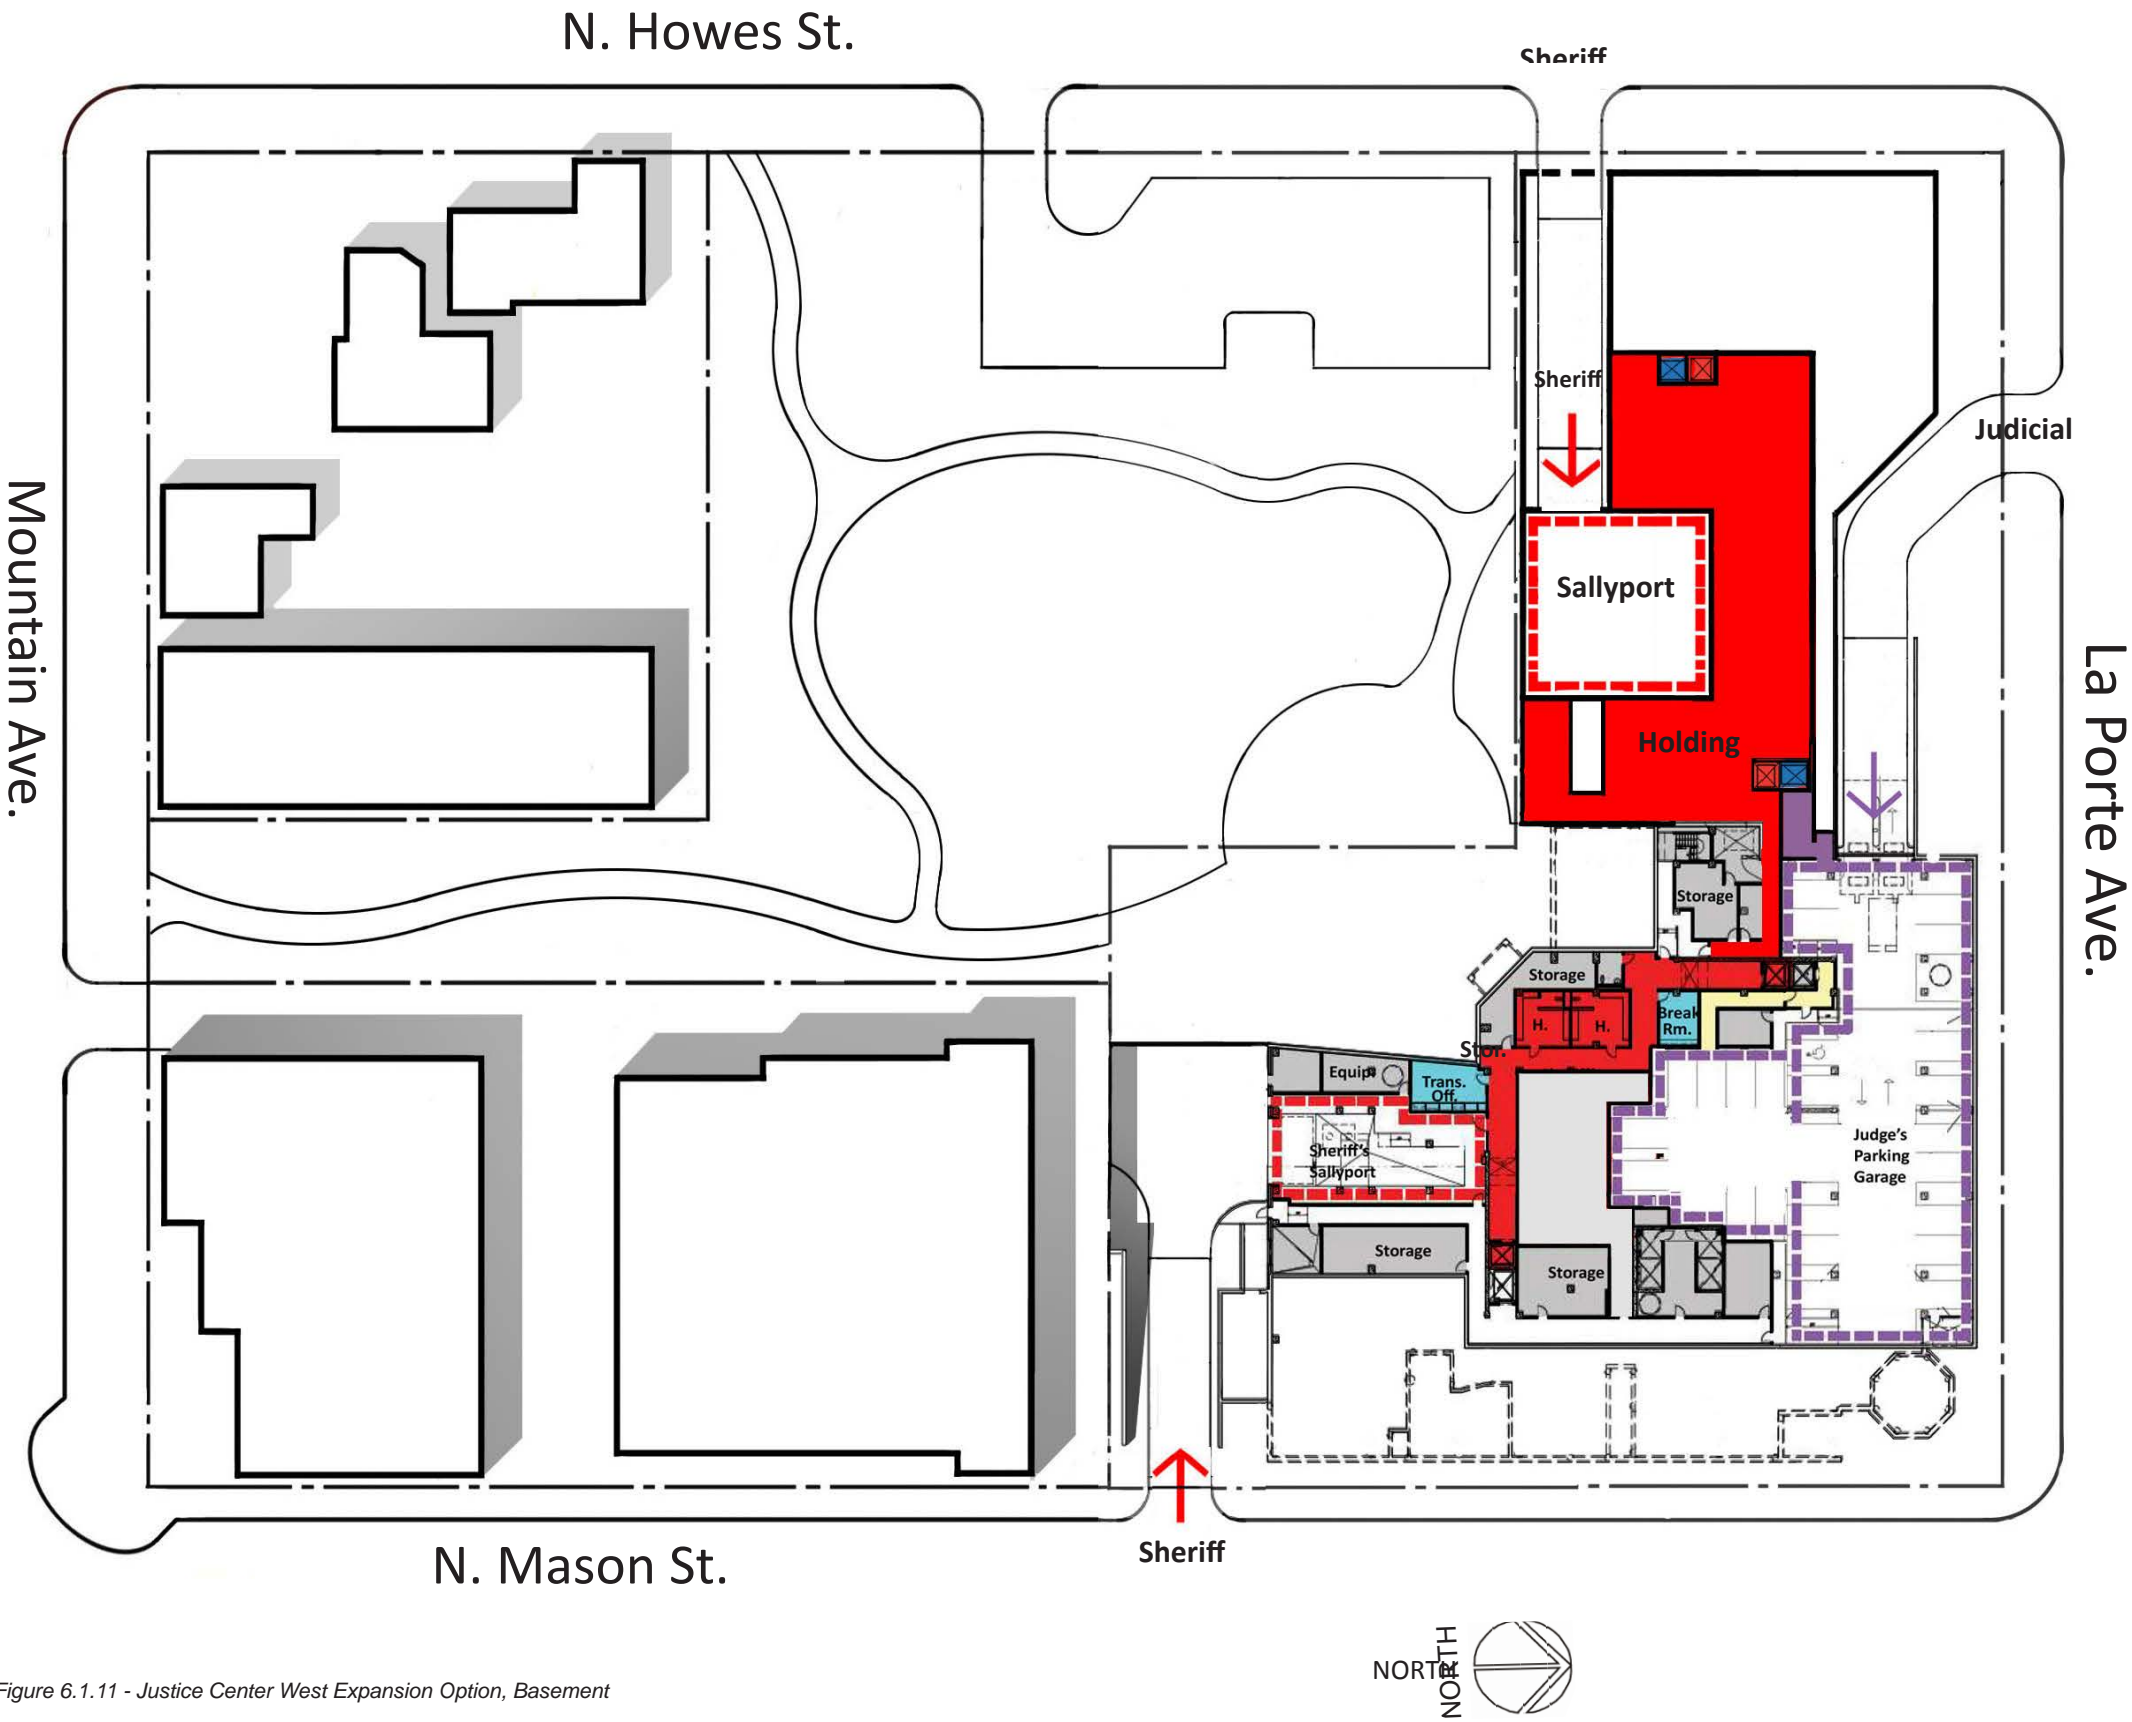 N. Howes St.
Sheriff
Sheriff
Judicial
Mountain Ave.
Sallyport
La Porte Ave.
Holding
Storage
Storage
H.
H.
Break
Rm.
Stor.
Equip.
Trans.
Off.
Sheriff's
Sallyport
Judge's
Parking
Garage
Storage
Storage
Sheriff
N. Mason St.
NORTH
NORTH
Figure 6.1.11 - Justice Center West Expansion Option, Basement